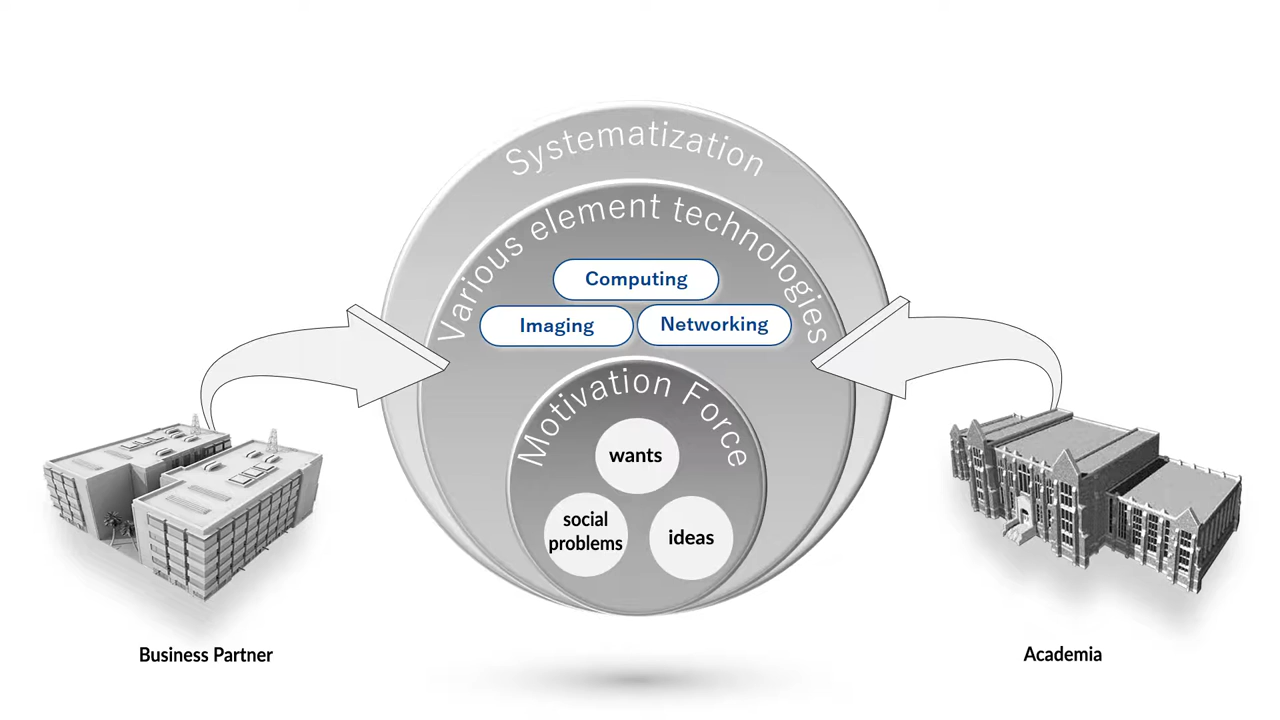 Systematization
Various element technologies
Computing
Imaging
Networking
Motivation Force
wants
social
problems
ideas
Business Partner
Academia